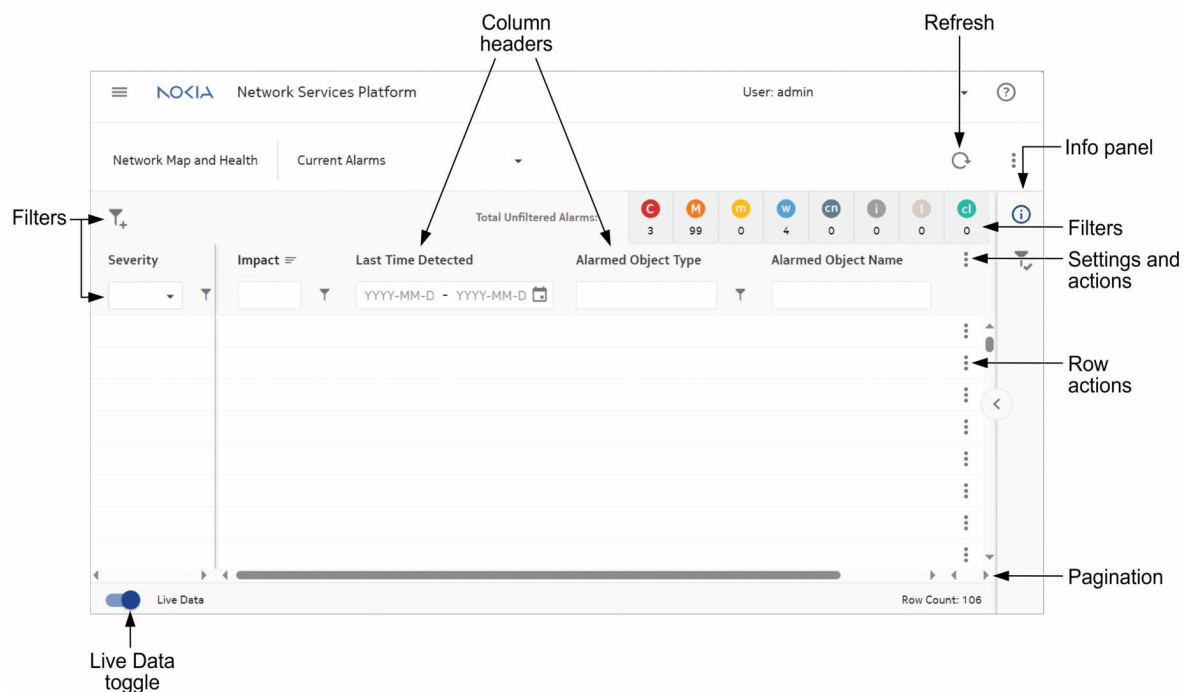 Column
headers
Refresh
NOKIA Network Services Platform User: admin ?
Network Map and Health Current Alarms
Info panel
Filters
Total Unfiltered Alarms: C M m w cn i I cl
3 99 0 4 0 0 0 0
Filters
Severity Impact Last Time Detected Alarmed Object Type Alarmed Object Name
Settings and
actions
YYYY-MM-D - YYYY-MM-D
Row
actions
Pagination
Live Data Row Count: 106
Live Data
toggle